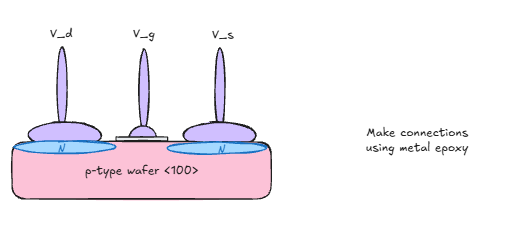 V_d
V_g
V_s
Make connections
using metal epoxy
N
N
p-type wafer <100>